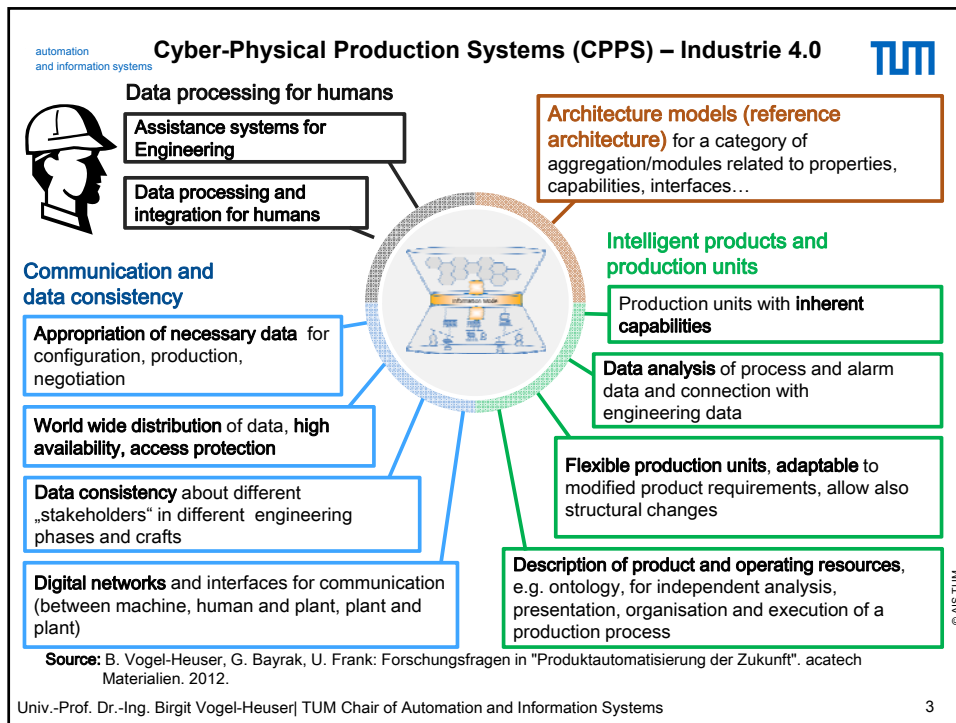 automation
and information systems
Cyber-Physical Production Systems (CPPS) – Industrie 4.0
TUM
Data processing for humans
Assistance systems for
Engineering
Data processing and
integration for humans
Architecture models (reference
architecture) for a category of
aggregation/modules related to properties,
capabilities, interfaces…
Information Model
Communication and
data consistency
Appropriation of necessary data for
configuration, production,
negotiation
World wide distribution of data, high
availability, access protection
Data consistency about different
„stakeholders“ in different engineering
phases and crafts
Digital networks and interfaces for communication
(between machine, human and plant, plant and
plant)
Intelligent products and
production units
Production units with inherent
capabilities
Data analysis of process and alarm
data and connection with
engineering data
Flexible production units, adaptable to
modified product requirements, allow also
structural changes
Description of product and operating resources,
e.g. ontology, for independent analysis,
presentation, organisation and execution of a
production process
© AIS TUM
Source: B. Vogel-Heuser, G. Bayrak, U. Frank: Forschungsfragen in "Produktautomatisierung der Zukunft". acatech
Materialien. 2012.
Univ.-Prof. Dr.-Ing. Birgit Vogel-Heuser| TUM Chair of Automation and Information Systems
3